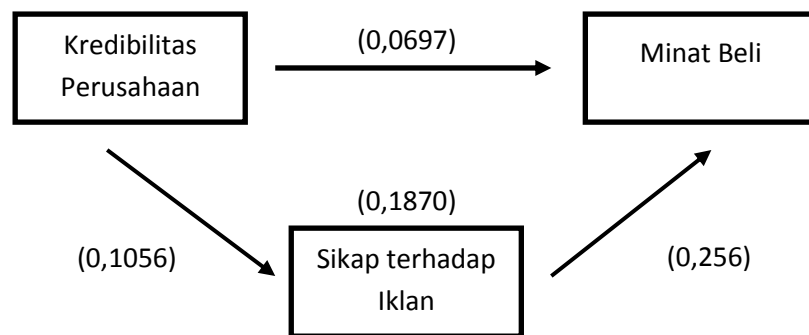 Kredibilitas
Perusahaan
(0,0697)
Minat Beli
(0,1870)
(0,1056)
Sikap terhadap
Iklan
(0,256)